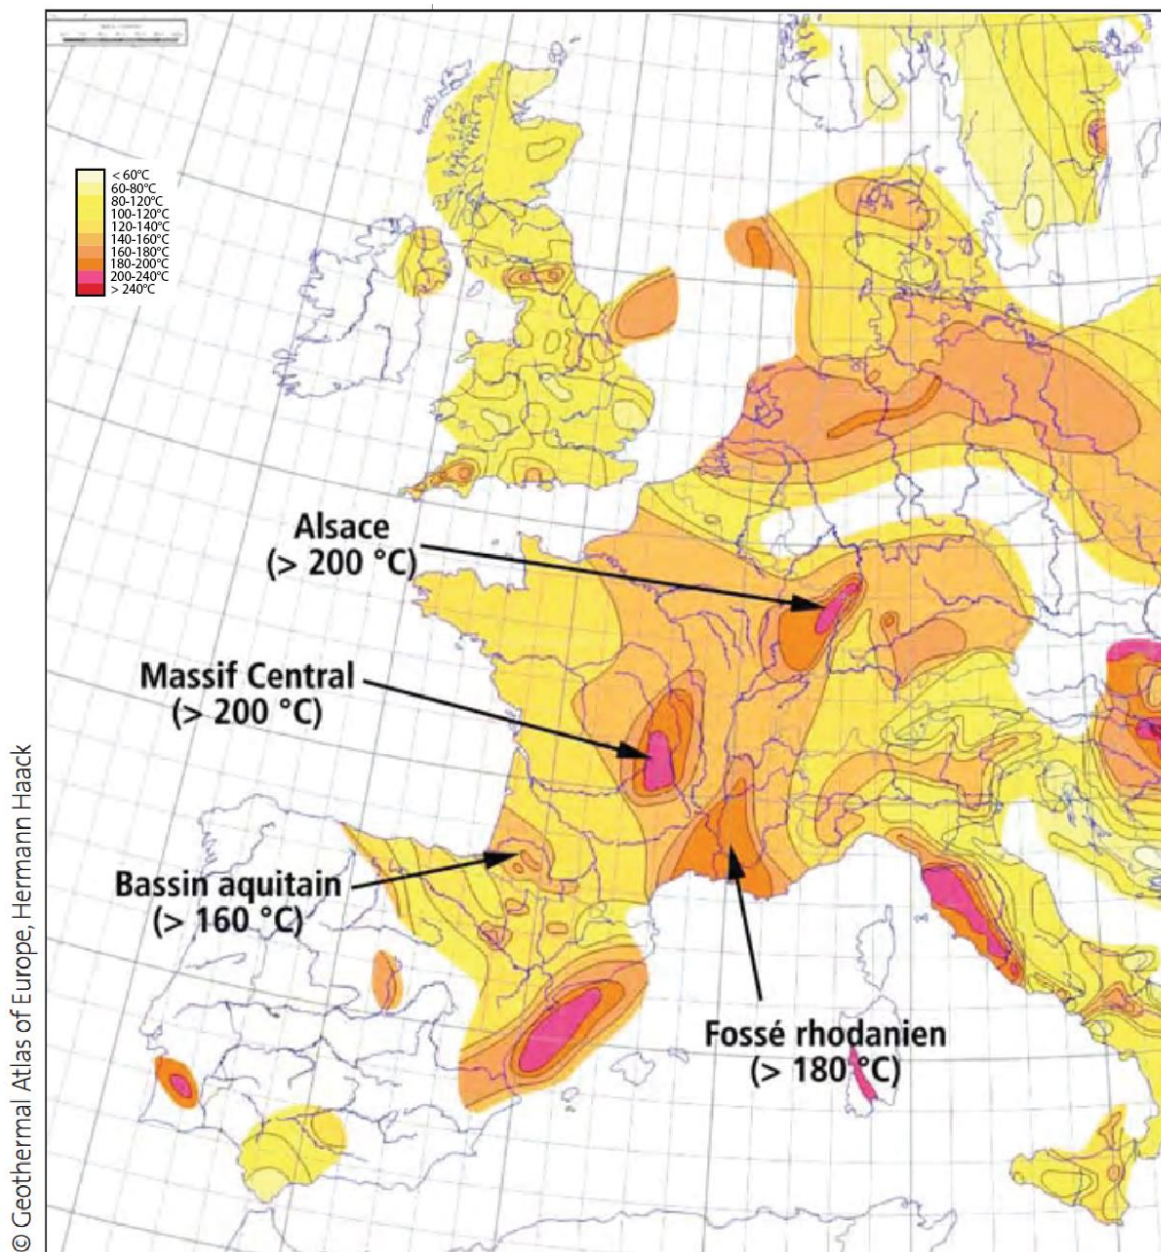 < 60°C
60-80°C
80-120°C
100-120°C
120-140°C
140-160°C
160-180°C
180-200°C
200-240°C
> 240°C
Alsace
(> 200 °C)
Massif Central
(> 200 °C)
Bassin aquitain
(> 160 °C)
Fossé rhodanien
(> 180 °C)
© Geothermal Atlas of Europe, Hermann Haack